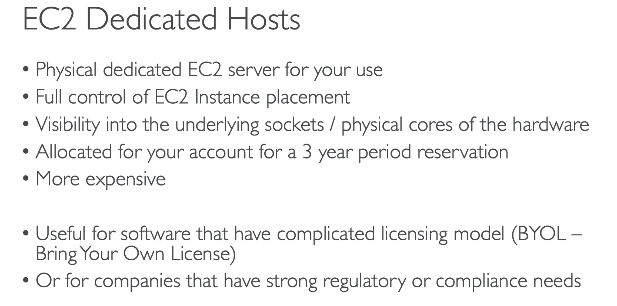 EC2 Dedicated Hosts
• Physical dedicated EC2 server for your use
• Full control of EC2 Instance placement
• Visibility into the underlying sockets / physical cores of the hardware
• Allocated for your account for a 3 year period reservation
• More expensive
• Useful for software that have complicated licensing model (BYOL –
Bring Your Own License)
• Or for companies that have strong regulatory or compliance needs